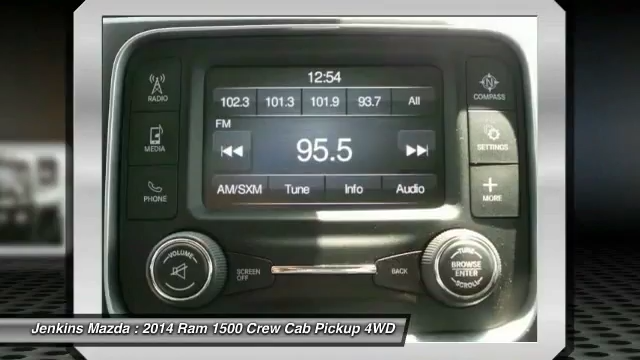 12:54
102.3 101.3 101.9 93.7 All
FM
95.5
AM/SXM Tune Info Audio
RADIO
MEDIA
PHONE
N
COMPASS
SETTINGS
MORE
VOLUME
SCREEN
OFF
BACK
TUNE
BROWSE
ENTER
SCROLL
Jenkins Mazda : 2014 Ram 1500 Crew Cab Pickup 4WD